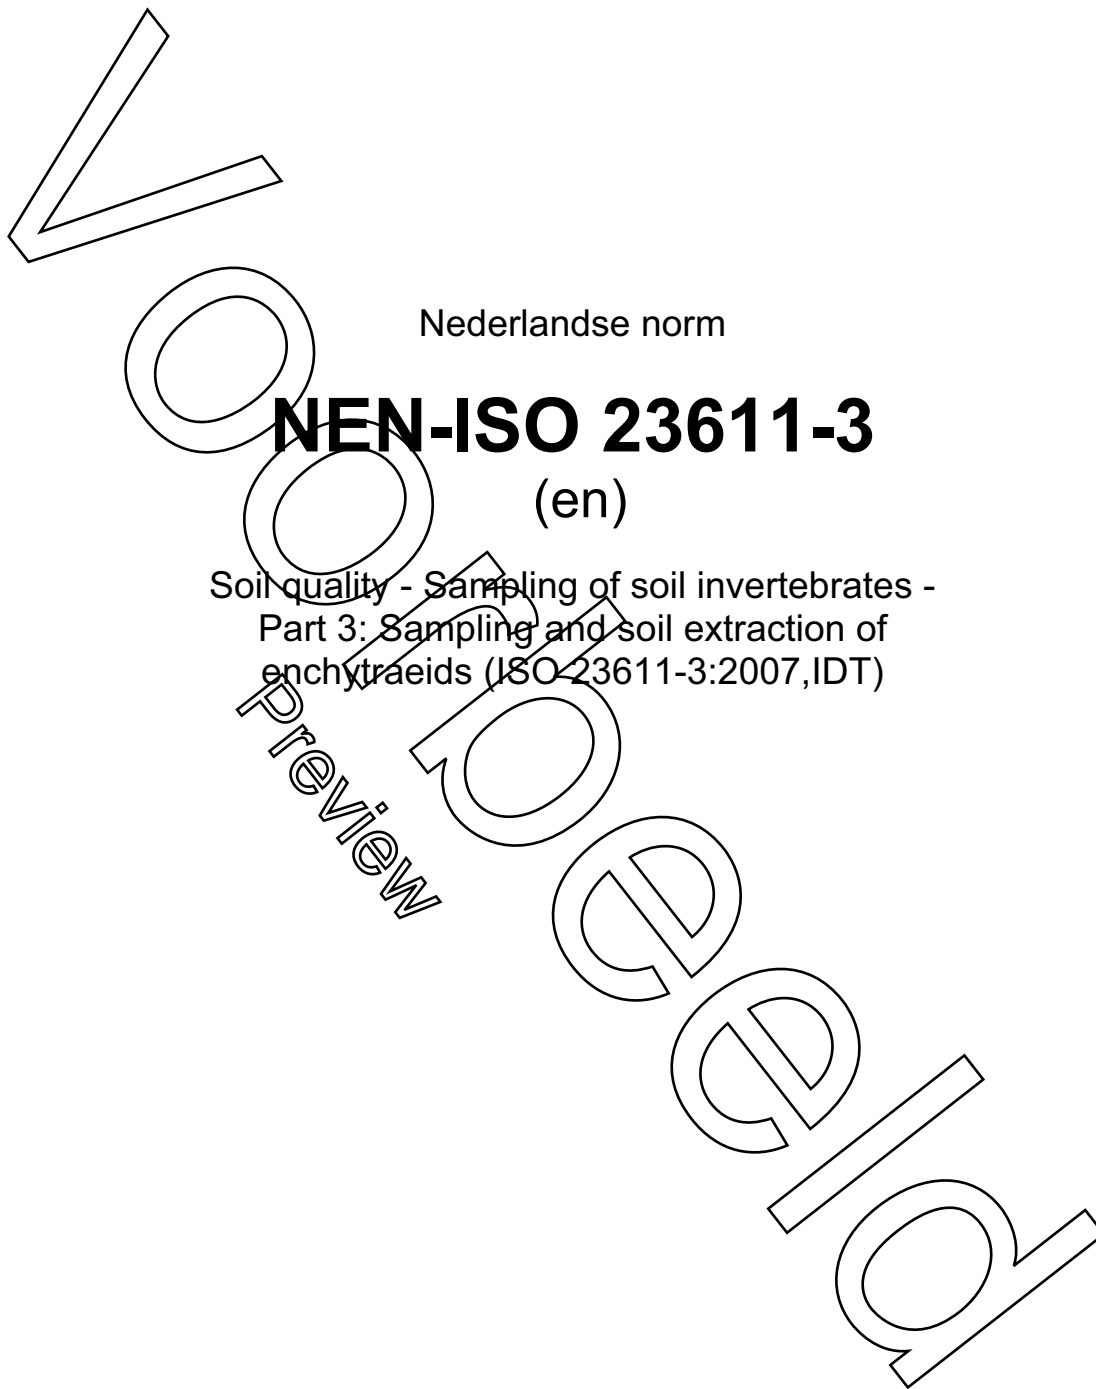 Nederlandse norm
NEN-ISO 23611-3
(en)
Soil quality - Sampling of soil invertebrates -
Part 3: Sampling and soil extraction of
enchytraeids (ISO 23611-3:2007,IDT)
Voorbeeld
Preview